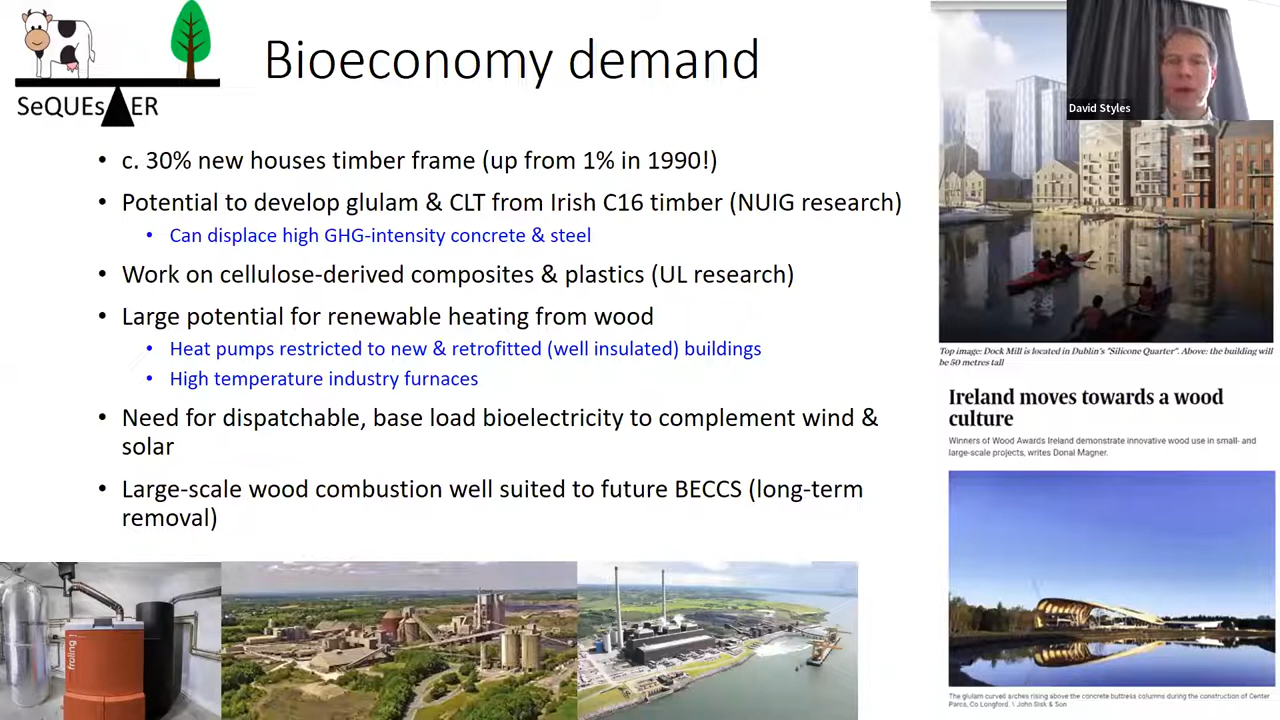 SeQUEsTER
Bioeconomy demand
David Styles
• c. 30% new houses timber frame (up from 1% in 1990!)
• Potential to develop glulam & CLT from Irish C16 timber (NUIG research)
• Can displace high GHG-intensity concrete & steel
• Work on cellulose-derived composites & plastics (UL research)
• Large potential for renewable heating from wood
• Heat pumps restricted to new & retrofitted (well insulated) buildings
• High temperature industry furnaces
• Need for dispatchable, base load bioelectricity to complement wind &
solar
• Large-scale wood combustion well suited to future BECCS (long-term
removal)
Top image: Dock Mill is located in Dublin's "Silicone Quarter". Above: the building will
be 50 metres tall
Ireland moves towards a wood
culture
Winners of Wood Awards Ireland demonstrate innovative wood use in small- and
large-scale projects, writes Donal Magner.
The glulam curved arches rising above the concrete buttress columns during the construction of Center
Parcs, Co Longford. \ John Sisk & Son
froling